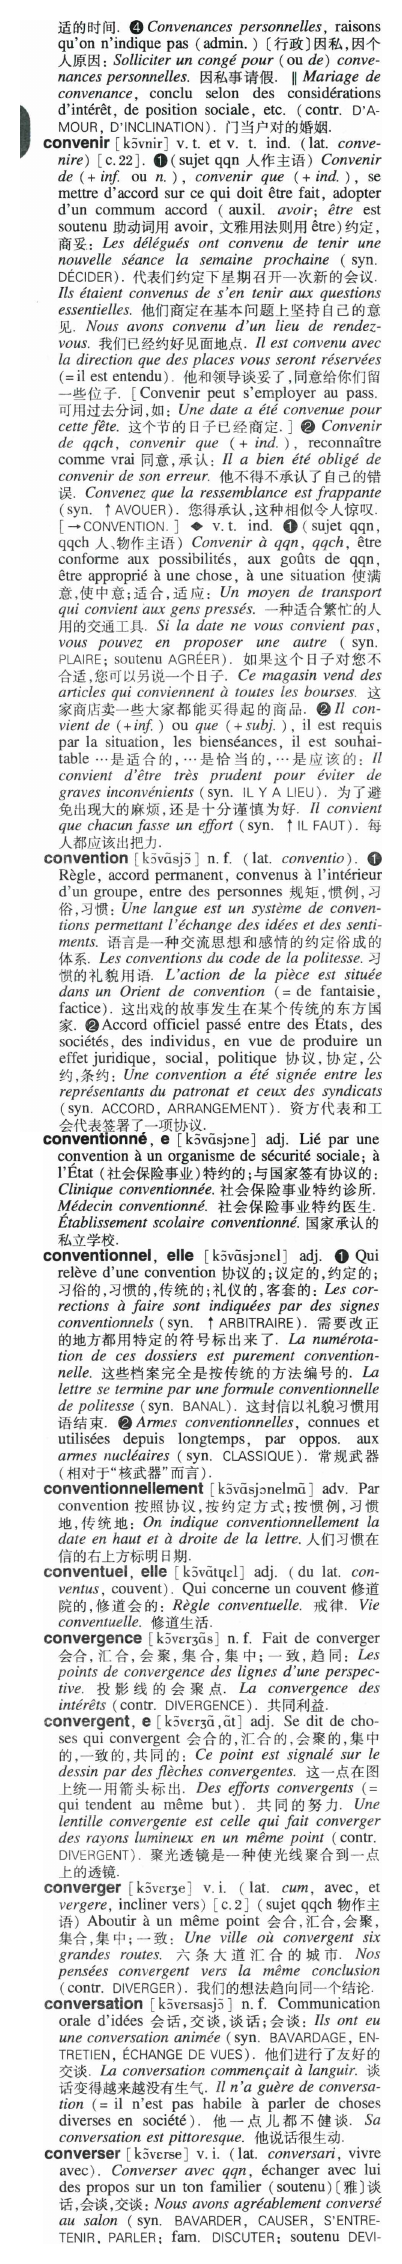 适的时间. ❹ Convenances personnelles, raisons
qu'on n'indique pas (admin.) [行政]因私,因个
人原因: Solliciter un congé pour (ou de) conve-
nances personnelles. 因私事请假. ‖ Mariage de
convenance, conclu selon des considérations
d'intérêt, de position sociale, etc. (contr. D'A-
MOUR, D'INCLINATION). 门当户对的婚姻.
convenir [kɔ̃vnir] v. t. et v. t. ind. (lat. conve-
nire) [c. 22]. ❶(sujet qqn 人作主语) Convenir
de (+ inf. ou n.), convenir que (+ ind.), se
mettre d'accord sur ce qui doit être fait, adopter
d'un commum accord (auxil. avoir; être est
soutenu 助动词用 avoir, 文雅用法则用 être)约定,
商妥: Les délégués ont convenu de tenir une
nouvelle séance la semaine prochaine (syn.
DÉCIDER). 代表们约定下星期召开一次新的会议.
Ils étaient convenus de s'en tenir aux questions
essentielles. 他们商定在基本问题上坚持自己的意
见. Nous avons convenu d'un lieu de rendez-
vous. 我们已经约好见面地点. Il est convenu avec
la direction que des places vous seront réservées
(= il est entendu). 他和领导谈妥了,同意给你们留
一些位子. [Convenir peut s'employer au pass.
可用过去分词,如: Une date a été convenue pour
cette fête. 这个节的日子已经商定.] ❷ Convenir
de qqch, convenir que (+ ind.), reconnaître
comme vrai 同意,承认: Il a bien été obligé de
convenir de son erreur. 他不得不承认了自己的错
误. Convenez que la ressemblance est frappante
(syn. ↑ AVOUER). 您得承认,这种相似令人惊叹.
[→CONVENTION.] ◆ v. t. ind. ❶(sujet qqn,
qqch 人、物作主语) Convenir à qqn, qqch, être
conforme aux possibilités, aux goûts de qqn,
être approprié à une chose, à une situation 使满
意,使中意;适合,适应: Un moyen de transport
qui convient aux gens pressés. 一种适合繁忙的人
用的交通工具. Si la date ne vous convient pas,
vous pouvez en proposer une autre (syn.
PLAIRE; soutenu AGRÉER). 如果这个日子对您不
合适,您可以另说一个日子. Ce magasin vend des
articles qui conviennent à toutes les bourses. 这
家商店卖一些大家都能买得起的商品. ❷ Il con-
vient de (+inf.) ou que (+subj.), il est requis
par la situation, les bienséances, il est souhai-
table …是适合的,…是恰当的,…是应该的: Il
convient d'être très prudent pour éviter de
graves inconvénients (syn. IL Y A LIEU). 为了避
免出现大的麻烦,还是十分谨慎为好. Il convient
que chacun fasse un effort (syn. ↑ IL FAUT). 每
人都应该出把力.
convention [kɔ̃vɑ̃sjɔ̃] n. f. (lat. conventio). ❶
Règle, accord permanent, convenus à l'intérieur
d'un groupe, entre des personnes 规矩,惯例,习
俗,习惯: Une langue est un système de conven-
tions permettant l'échange des idées et des senti-
ments. 语言是一种交流思想和感情的约定俗成的
体系. Les conventions du code de la politesse. 习
惯的礼貌用语. L'action de la pièce est située
dans un Orient de convention (= de fantaisie,
factice). 这出戏的故事发生在某个传统的东方国
家. ❷Accord officiel passé entre des États, des
sociétés, des individus, en vue de produire un
effet juridique, social, politique 协议,协定,公
约,条约: Une convention a été signée entre les
représentants du patronat et ceux des syndicats
(syn. ACCORD, ARRANGEMENT). 资方代表和工
会代表签署了一项协议.
conventionné, e [kɔ̃vɑ̃sjɔne] adj. Lié par une
convention à un organisme de sécurité sociale; à
l'État (社会保险事业)特约的;与国家签有协议的:
Clinique conventionnée. 社会保险事业特约诊所.
Médecin conventionné. 社会保险事业特约医生.
Établissement scolaire conventionné. 国家承认的
私立学校.
conventionnel, elle [kɔ̃vɑ̃sjɔnɛl] adj. ❶ Qui
relève d'une convention 协议的;议定的,约定的;
习俗的,习惯的,传统的;礼仪的,客套的: Les cor-
rections à faire sont indiquées par des signes
conventionnels (syn. ↑ ARBITRAIRE). 需要改正
的地方都用特定的符号标出来了. La numérota-
tion de ces dossiers est purement convention-
nelle. 这些档案完全是按传统的方法编号的. La
lettre se termine par une formule conventionnelle
de politesse (syn. BANAL). 这封信以礼貌习惯用
语结束. ❷ Armes conventionnelles, connues et
utilisées depuis longtemps, par oppos. aux
armes nucléaires (syn. CLASSIQUE). 常规武器
(相对于“核武器”而言).
conventionnellement [kɔ̃vɑ̃sjɔnɛlmɑ̃] adv. Par
convention 按照协议,按约定方式;按惯例,习惯
地,传统地: On indique conventionnellement la
date en haut et à droite de la lettre. 人们习惯在
信的右上方标明日期.
conventuel, elle [kɔ̃vɑ̃tɥɛl] adj. (du lat. con-
ventus, couvent). Qui concerne un couvent 修道
院的,修道会的: Règle conventuelle. 戒律. Vie
conventuelle. 修道生活.
convergence [kɔ̃vɛrʒɑ̃s] n. f. Fait de converger
会合,汇合,会聚,集合,集中;一致,趋同: Les
points de convergence des lignes d'une perspec-
tive. 投影线的会聚点. La convergence des
intérêts (contr. DIVERGENCE). 共同利益.
convergent, e [kɔ̃vɛrʒɑ̃,ɑ̃t] adj. Se dit de cho-
ses qui convergent 会合的,汇合的,会聚的,集中
的,一致的,共同的: Ce point est signalé sur le
dessin par des flèches convergentes. 这一点在图
上统一用箭头标出. Des efforts convergents (=
qui tendent au même but). 共同的努力. Une
lentille convergente est celle qui fait converger
des rayons lumineux en un même point (contr.
DIVERGENT). 聚光透镜是一种使光线聚合到一点
上的透镜.
converger [kɔ̃vɛrʒe] v. i. (lat. cum, avec, et
vergere, incliner vers) [c. 2] (sujet qqch 物作主
语) Aboutir à un même point 会合,汇合,会聚,
集合,集中;一致: Une ville où convergent six
grandes routes. 六条大道汇合的城市. Nos
pensées convergent vers la même conclusion
(contr. DIVERGER). 我们的想法趋向同一个结论.
conversation [kɔ̃vɛrsasjɔ̃] n. f. Communication
orale d'idées 会话,交谈,谈话;会谈: Ils ont eu
une conversation animée (syn. BAVARDAGE, EN-
TRETIEN, ÉCHANGE DE VUES). 他们进行了友好的
交谈. La conversation commençait à languir. 谈
话变得越来越没有生气. Il n'a guère de conversa-
tion (= il n'est pas habile à parler de choses
diverses en société). 他一点儿都不健谈. Sa
conversation est pittoresque. 他说话很生动.
converser [kɔ̃vɛrse] v. i. (lat. conversari, vivre
avec). Converser avec qqn, échanger avec lui
des propos sur un ton familier (soutenu) [雅]谈
话,会谈,交谈: Nous avons agréablement conversé
au salon (syn. BAVARDER, CAUSER, S'ENTRE-
TENIR, PARLER; fam. DISCUTER; soutenu DEVI-